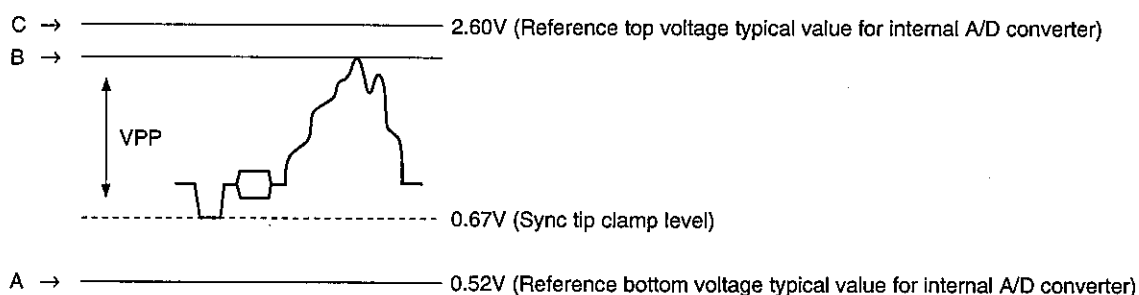 C → 2.60V (Reference top voltage typical value for internal A/D converter)
B →
VPP
0.67V (Sync tip clamp level)
A → 0.52V (Reference bottom voltage typical value for internal A/D converter)